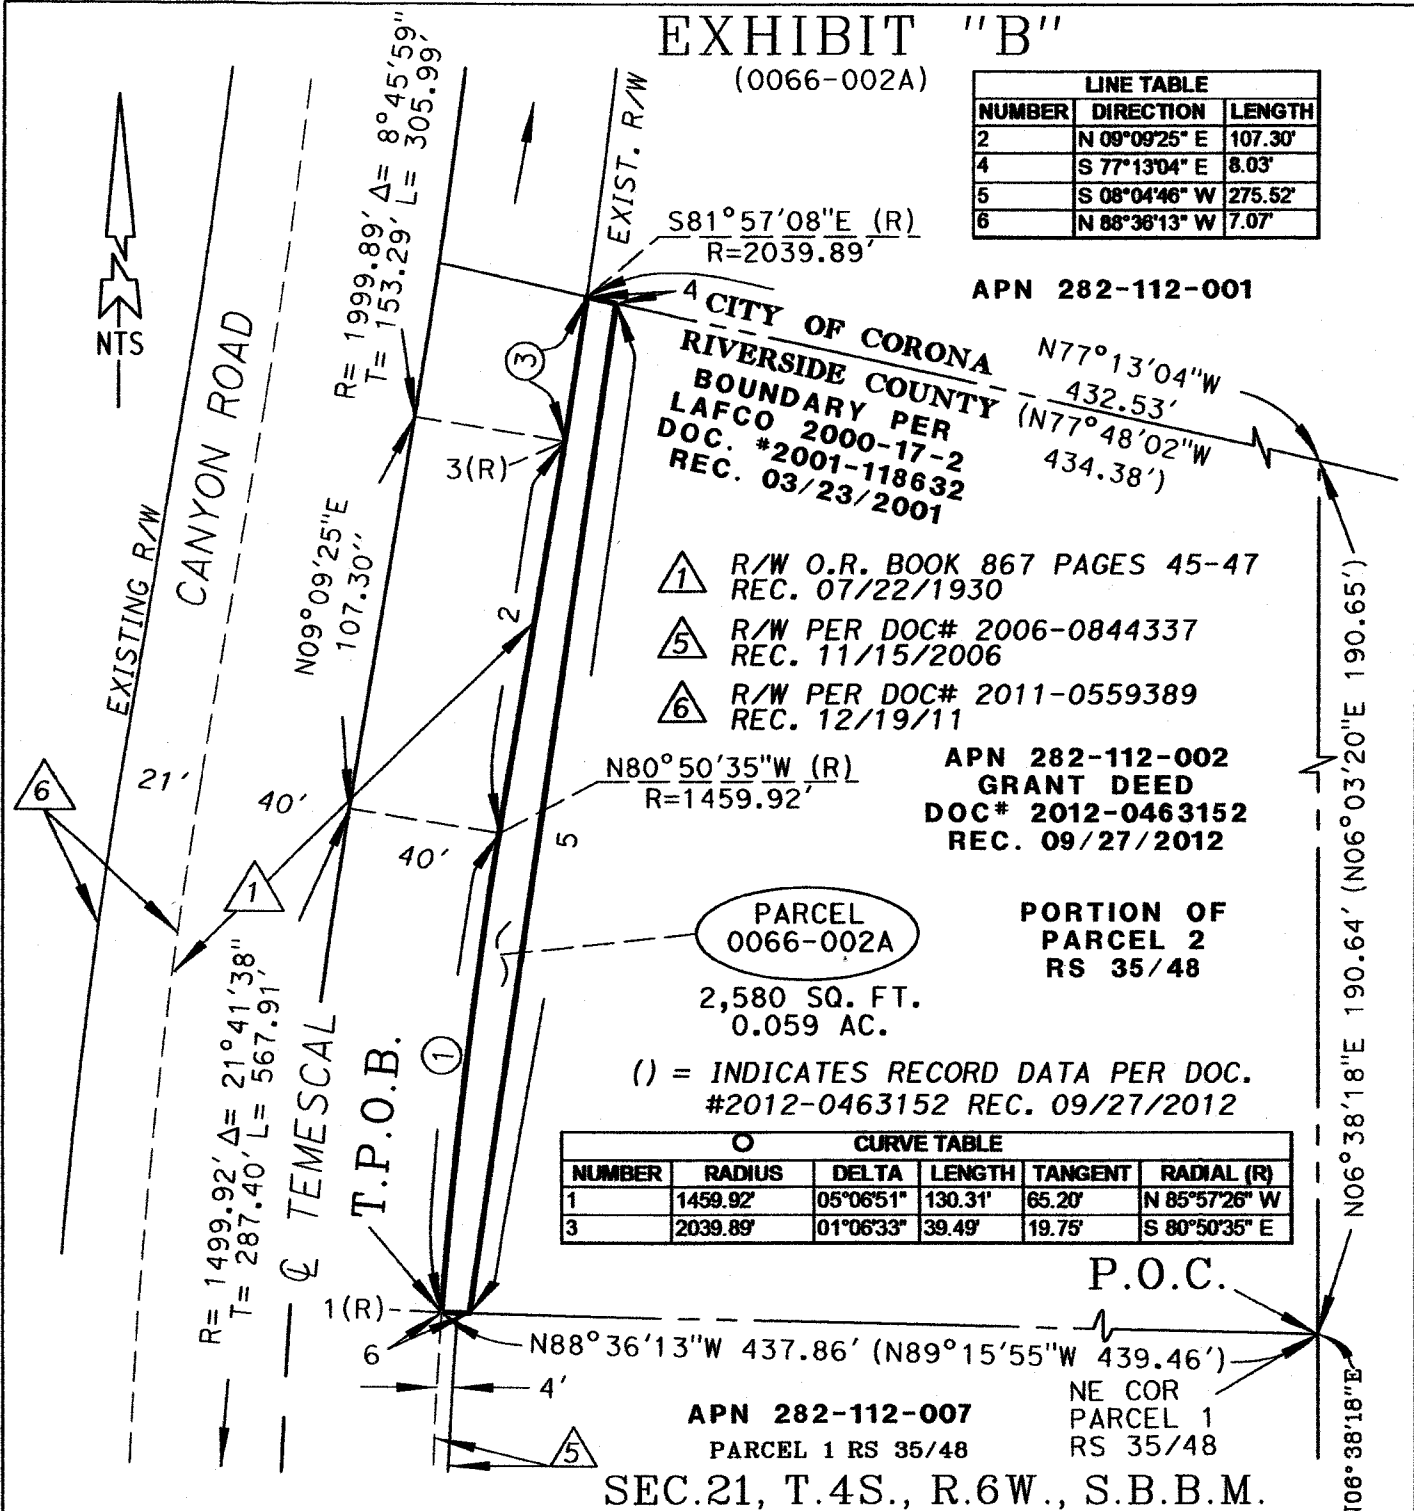 EXHIBIT "B"
(0066-002A)
LINE TABLE
NUMBER DIRECTION LENGTH
2 N 09°09'25" E 107.30'
4 S 77°13'04" E 8.03'
5 S 08°04'46" W 275.52'
6 N 88°36'13" W 7.07'
R= 1999.89' Δ= 8°45'59"
T= 153.29' L= 305.99'
EXIST. R/W
NTS
S81°57'08"E (R)
R=2039.89'
APN 282-112-001
4
3
CITY OF CORONA
RIVERSIDE COUNTY
BOUNDARY PER
LAFCO 2000-17-2
DOC. #2001-118632
REC. 03/23/2001
N77°13'04"W
432.53'
(N77°48'02"W
434.38')
3(R)
CANYON ROAD
EXISTING R/W
N09°09'25"E
107.30''
2
1 R/W O.R. BOOK 867 PAGES 45-47
REC. 07/22/1930
5 R/W PER DOC# 2006-0844337
REC. 11/15/2006
6 R/W PER DOC# 2011-0559389
REC. 12/19/11
N06°38'18"E 190.64' (N06°03'20"E 190.65')
N80°50'35"W (R)
R=1459.92'
APN 282-112-002
GRANT DEED
DOC# 2012-0463152
REC. 09/27/2012
6
21'
40'
40'
5
1
PARCEL
0066-002A
2,580 SQ. FT.
0.059 AC.
PORTION OF
PARCEL 2
RS 35/48
R= 1499.92' Δ= 21°41'38"
T= 287.40' L= 567.91'
℄ TEMESCAL
T.P.O.B.
1
() = INDICATES RECORD DATA PER DOC.
#2012-0463152 REC. 09/27/2012
O CURVE TABLE
NUMBER RADIUS DELTA LENGTH TANGENT RADIAL (R)
1 1459.92' 05°06'51" 130.31' 65.20' N 85°57'26" W
3 2039.89' 01°06'33" 39.49' 19.75' S 80°50'35" E
P.O.C.
1(R)
6
N88°36'13"W 437.86' (N89°15'55"W 439.46')
4'
NE COR
PARCEL 1
RS 35/48
APN 282-112-007
PARCEL 1 RS 35/48
5
N06°38'18"E
SEC.21, T.4S., R.6W., S.B.B.M.